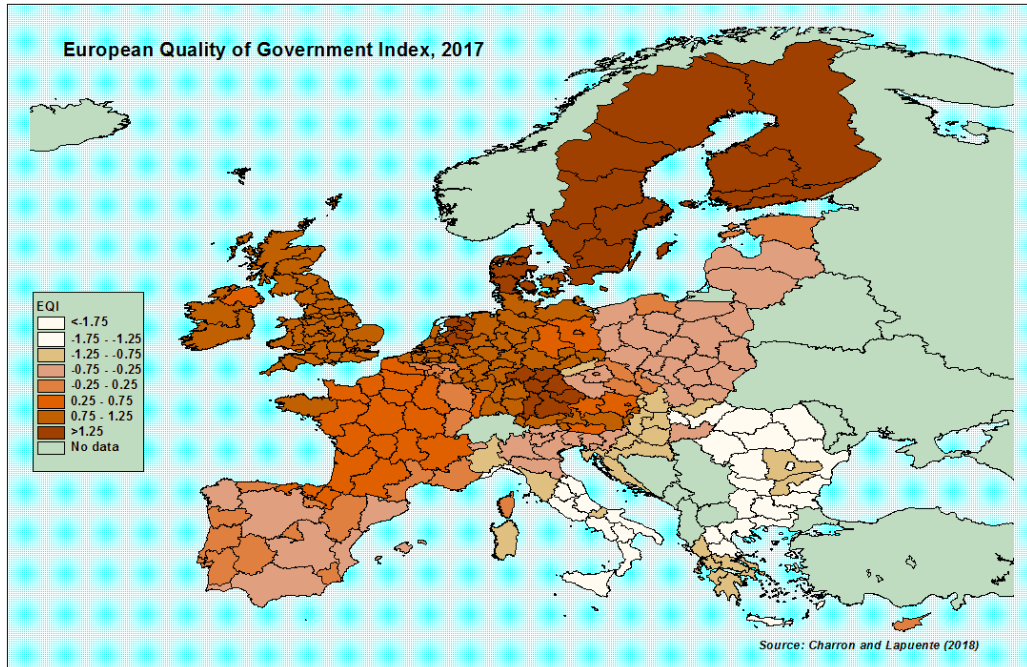 European Quality of Government Index, 2017
EQI
<-1.75
-1.75 - -1.25
-1.25 - -0.75
-0.75 - -0.25
-0.25 - 0.25
0.25 - 0.75
0.75 - 1.25
>1.25
No data
Source: Charron and Lapuente (2018)